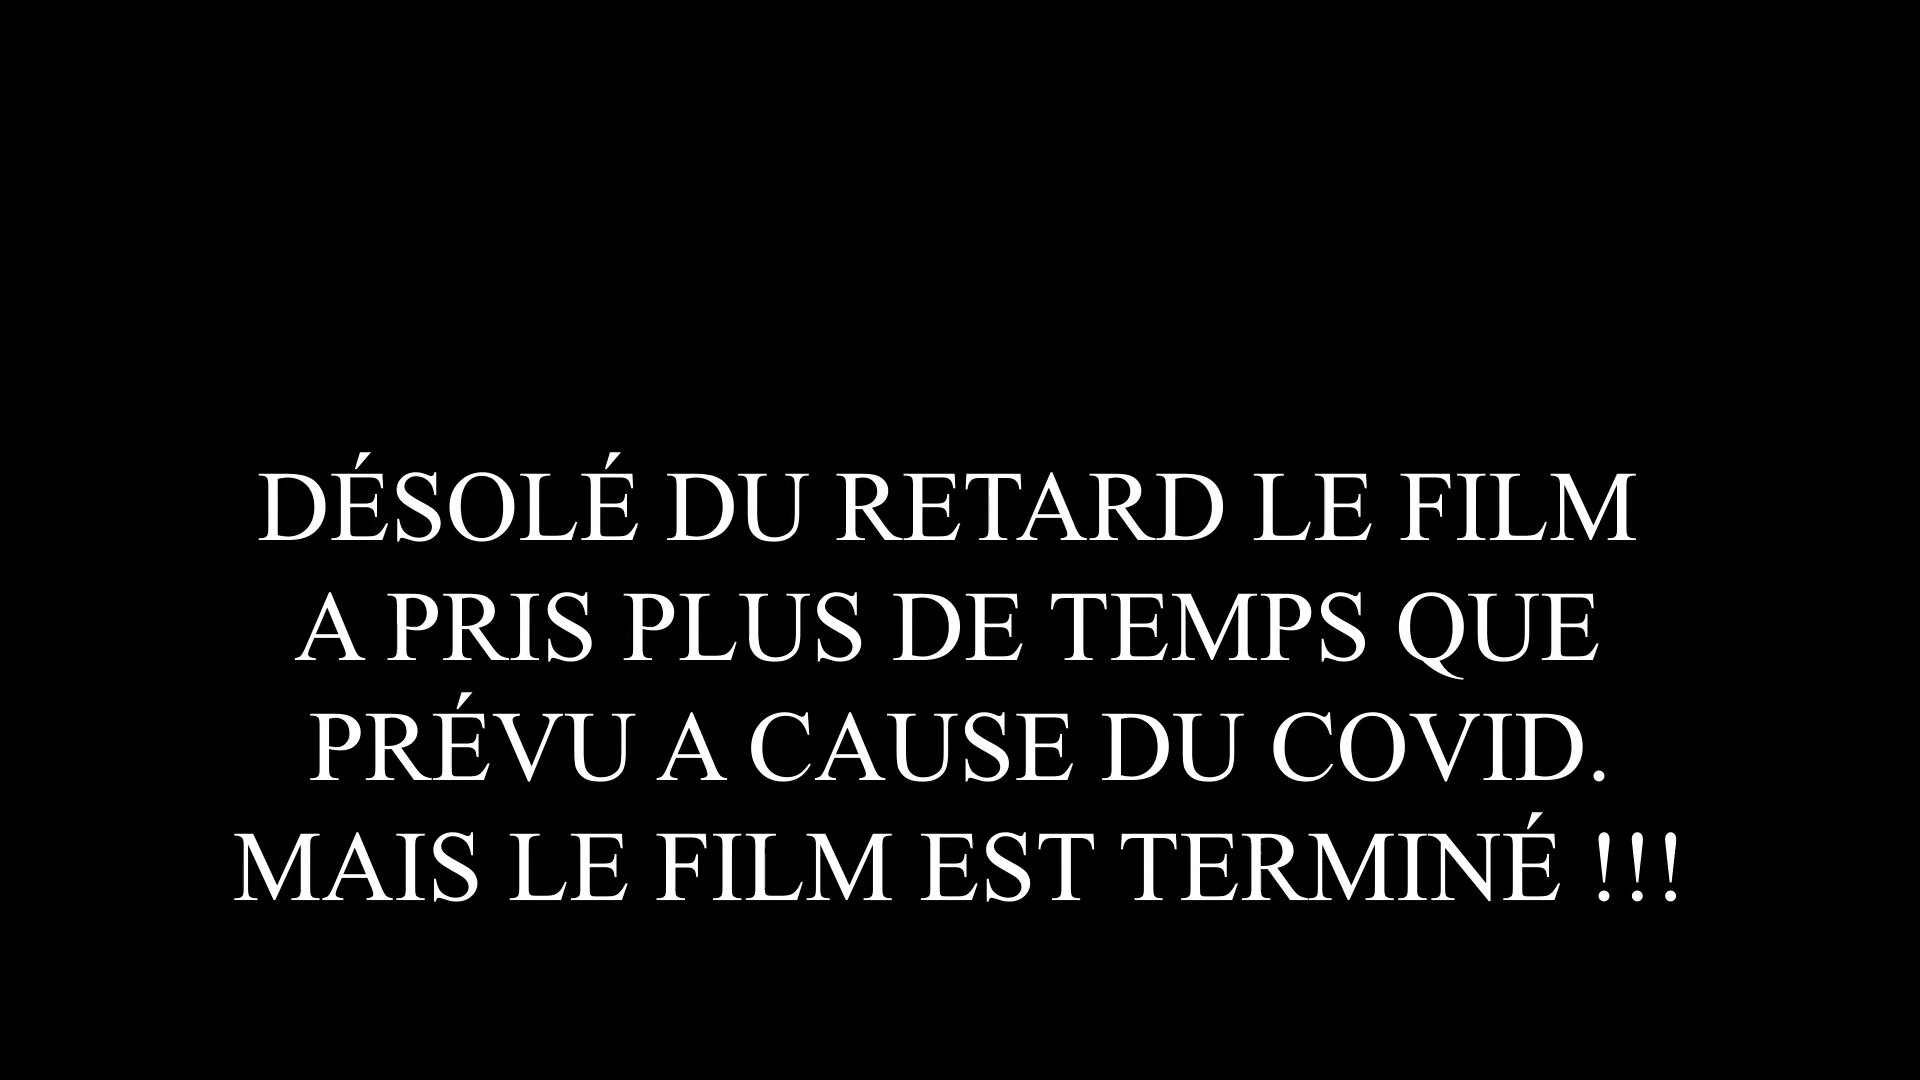 DÉSOLÉ DU RETARD LE FILM
A PRIS PLUS DE TEMPS QUE
PRÉVU A CAUSE DU COVID.
MAIS LE FILM EST TERMINÉ !!!